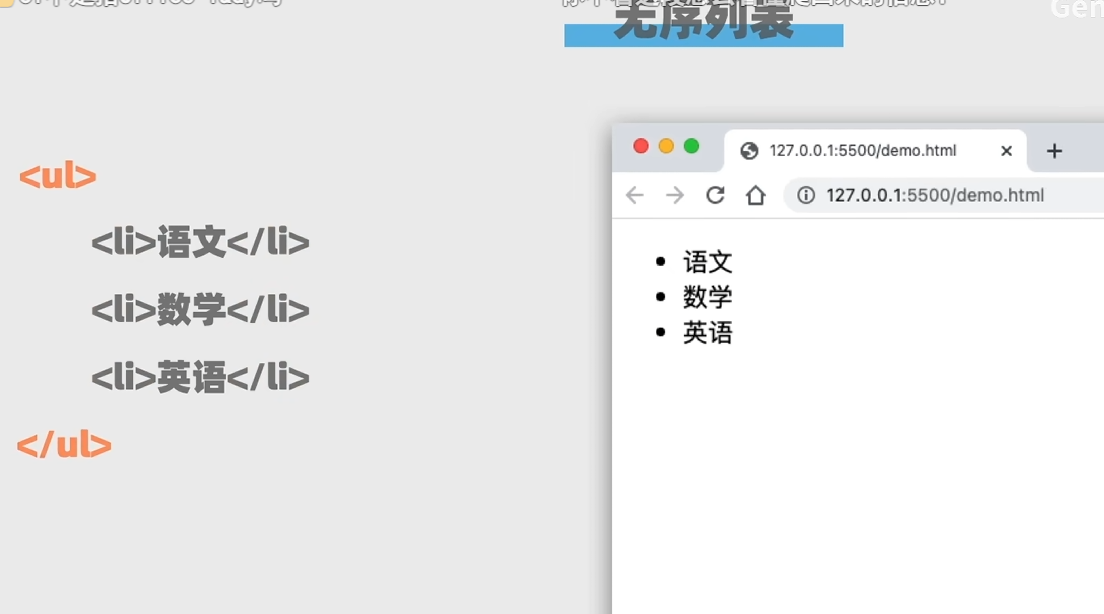 无序列表
<ul>
<li>语文</li>
<li>数学</li>
<li>英语</li>
</ul>
127.0.0.1:5500/demo.html
127.0.0.1:5500/demo.html
语文
数学
英语
Gen